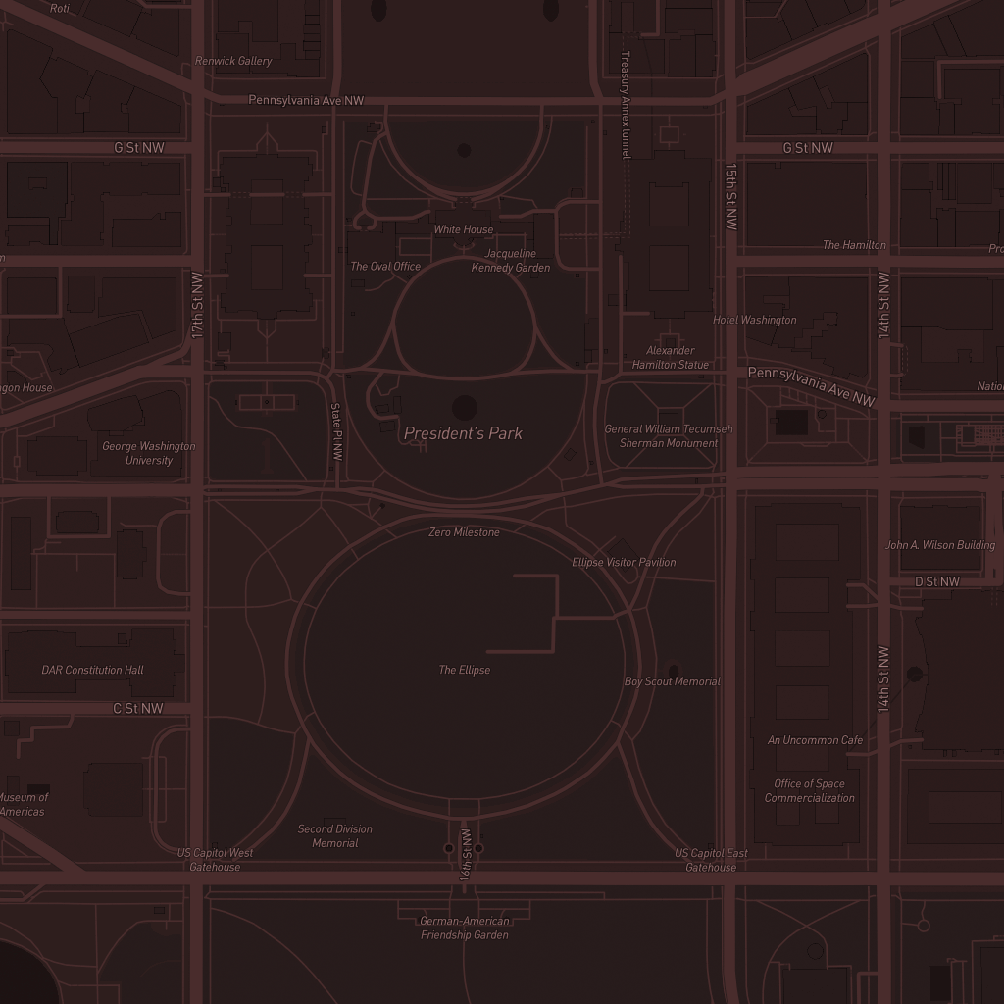 Roti
Renwick Gallery
Pennsylvania Ave NW
Treasury Annex tunnel
G St NW
G St NW
15th St NW
White House
The Oval Office
Jacqueline
Kennedy Garden
The Hamilton
17th St NW
14th St NW
Hotel Washington
Alexander
Hamilton Statue
Pennsylvania Ave NW
agon House
Natio
State Pl NW
President's Park
General William Tecumseh
Sherman Monument
George Washington
University
Zero Milestone
Ellipse Visitor Pavilion
John A. Wilson Building
D St NW
DAR Constitution Hall
The Ellipse
Boy Scout Memorial
14th St NW
C St NW
An Uncommon Cafe
Office of Space
Commercialization
Museum of
Americas
Second Division
Memorial
16th St NW
US Capitol West
Gatehouse
US Capitol East
Gatehouse
German-American
Friendship Garden